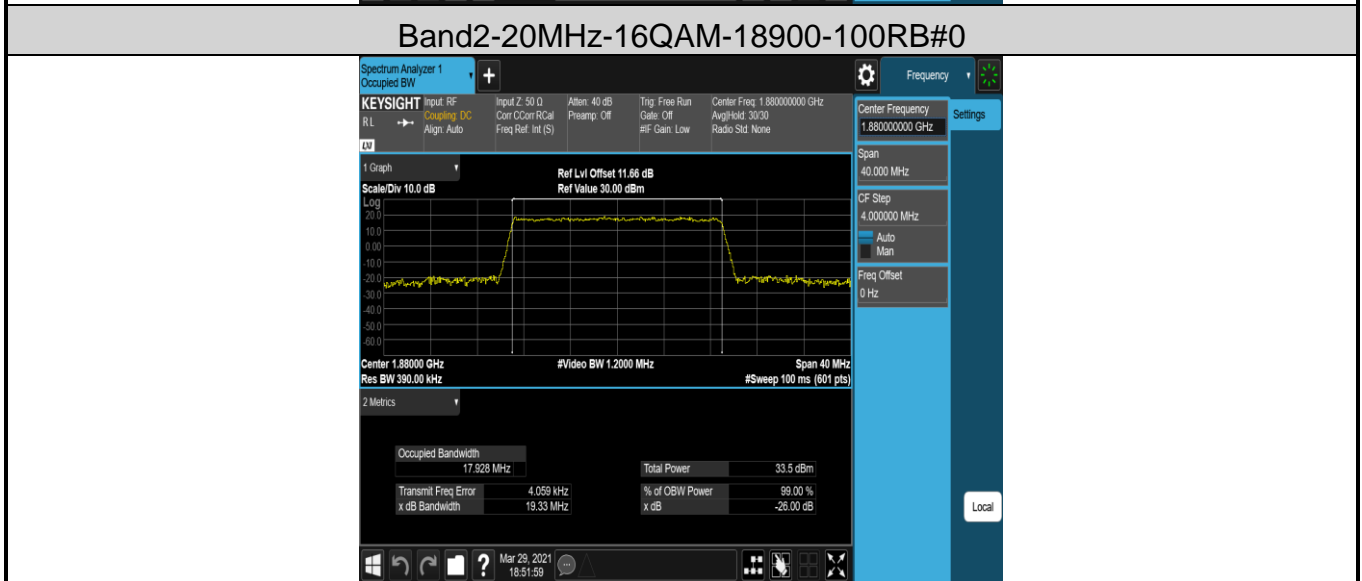 Band2-20MHz-16QAM-18900-100RB#0
Spectrum Analyzer 1
Occupied BW
+
Frequency
KEYSIGHT
RL
LXI
Input: RF
Coupling: DC
Align: Auto
Input Z: 50 Ω
Corr CCorr RCal
Freq Ref: Int (S)
Atten: 40 dB
Preamp: Off
Trig: Free Run
Gate: Off
#IF Gain: Low
Center Freq: 1.880000000 GHz
Avg|Hold: 30/30
Radio Std: None
Center Frequency
1.880000000 GHz
Settings
Span
40.000 MHz
CF Step
4.000000 MHz
Auto
Man
Freq Offset
0 Hz
1 Graph
Ref Lvl Offset 11.66 dB
Scale/Div 10.0 dB
Ref Value 30.00 dBm
Log
20.0
10.0
0.00
-10.0
-20.0
-30.0
-40.0
-50.0
-60.0
Center 1.88000 GHz
#Video BW 1.2000 MHz
Span 40 MHz
Res BW 390.00 kHz
#Sweep 100 ms (601 pts)
2 Metrics
Occupied Bandwidth
17.928 MHz
Total Power 33.5 dBm
Transmit Freq Error 4.059 kHz
% of OBW Power 99.00 %
x dB Bandwidth 19.33 MHz
x dB -26.00 dB
Local
?
Mar 29, 2021
18:51:59